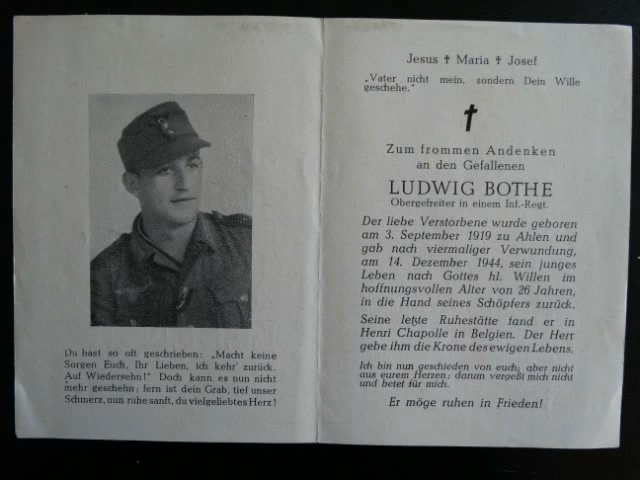 Du hast so oft geschrieben: „Macht keine
Sorgen Euch, Ihr Lieben, ich kehr' zurück.
Auf Wiedersehn!" Doch kann es nun nicht
mehr geschehn: fern ist dein Grab, tief unser
Schmerz, nun ruhe sanft, du vielgeliebtes Herz!
Jesus ✝ Maria ✝ Josef
„Vater nicht mein, sondern Dein Wille
geschehe."
Zum frommen Andenken
an den Gefallenen
LUDWIG BOTHE
Obergefreiter in einem Inf.-Regt.
Der liebe Verstorbene wurde geboren
am 3. September 1919 zu Ahlen und
gab nach viermaliger Verwundung,
am 14. Dezember 1944, sein junges
Leben nach Gottes hl. Willen im
hoffnungsvollen Alter von 26 Jahren,
in die Hand seines Schöpfers zurück.
Seine letzte Ruhestätte fand er in
Henri Chapolle in Belgien. Der Herr
gebe ihm die Krone des ewigen Lebens.
Ich bin nun geschieden von euch; aber nicht
aus eurem Herzen; darum vergeßt mich nicht
und betet für mich.
Er möge ruhen in Frieden!